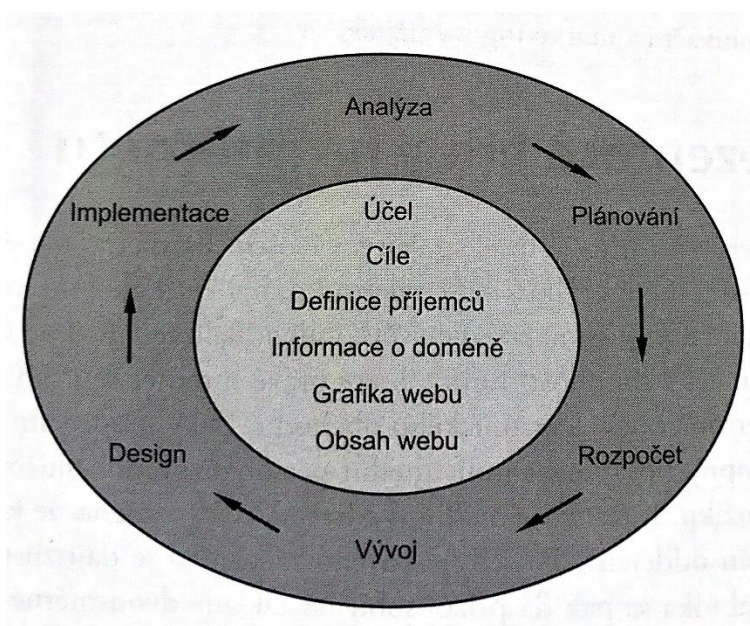 Analýza
Plánování
Rozpočet
Vývoj
Design
Implementace
Účel
Cíle
Definice příjemců
Informace o doméně
Grafika webu
Obsah webu